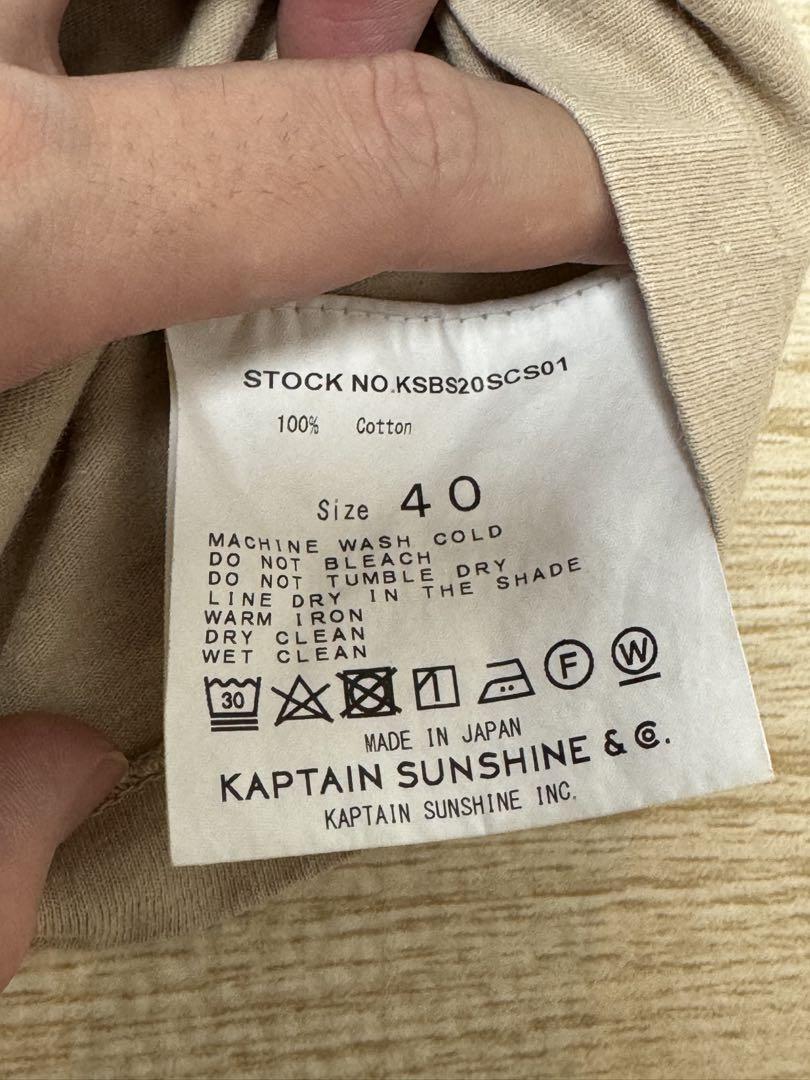 STOCK NO.KSBS20SCS01
100% Cotton
Size 40
MACHINE WASH COLD
DO NOT BLEACH
DO NOT TUMBLE DRY
LINE DRY IN THE SHADE
WARM IRON
DRY CLEAN
WET CLEAN
30 F W
MADE IN JAPAN
KAPTAIN SUNSHINE & Co.
KAPTAIN SUNSHINE INC.